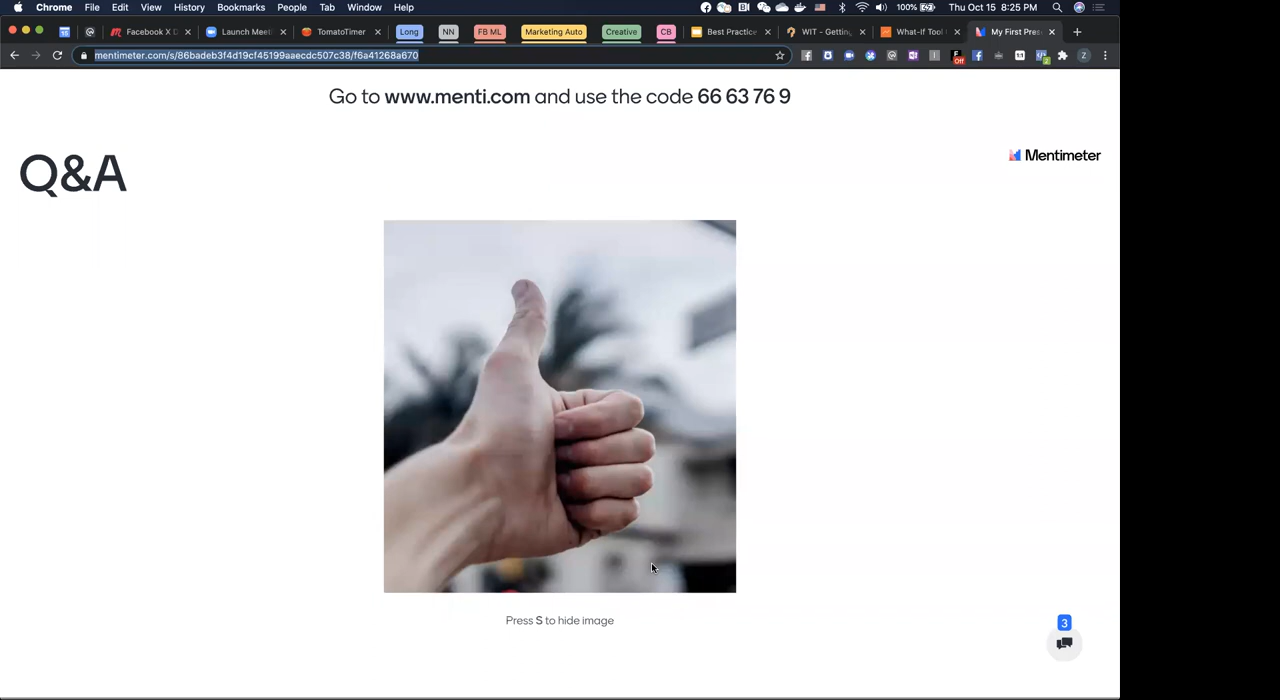 Chrome File Edit View History Bookmarks People Tab Window Help 100% Thu Oct 15 8:25 PM
Facebook X D Launch Meeti TomatoTimer Long NN FB ML Marketing Auto Creative CB Best Practice WIT - Getting What-If Tool My First Pres
mentimeter.com/s/86badeb3f4d19cf45199aaecdc507c38/f6a41268a670
Off
2
Z
Go to www.menti.com and use the code 66 63 76 9
Q&A
Mentimeter
Press S to hide image
3